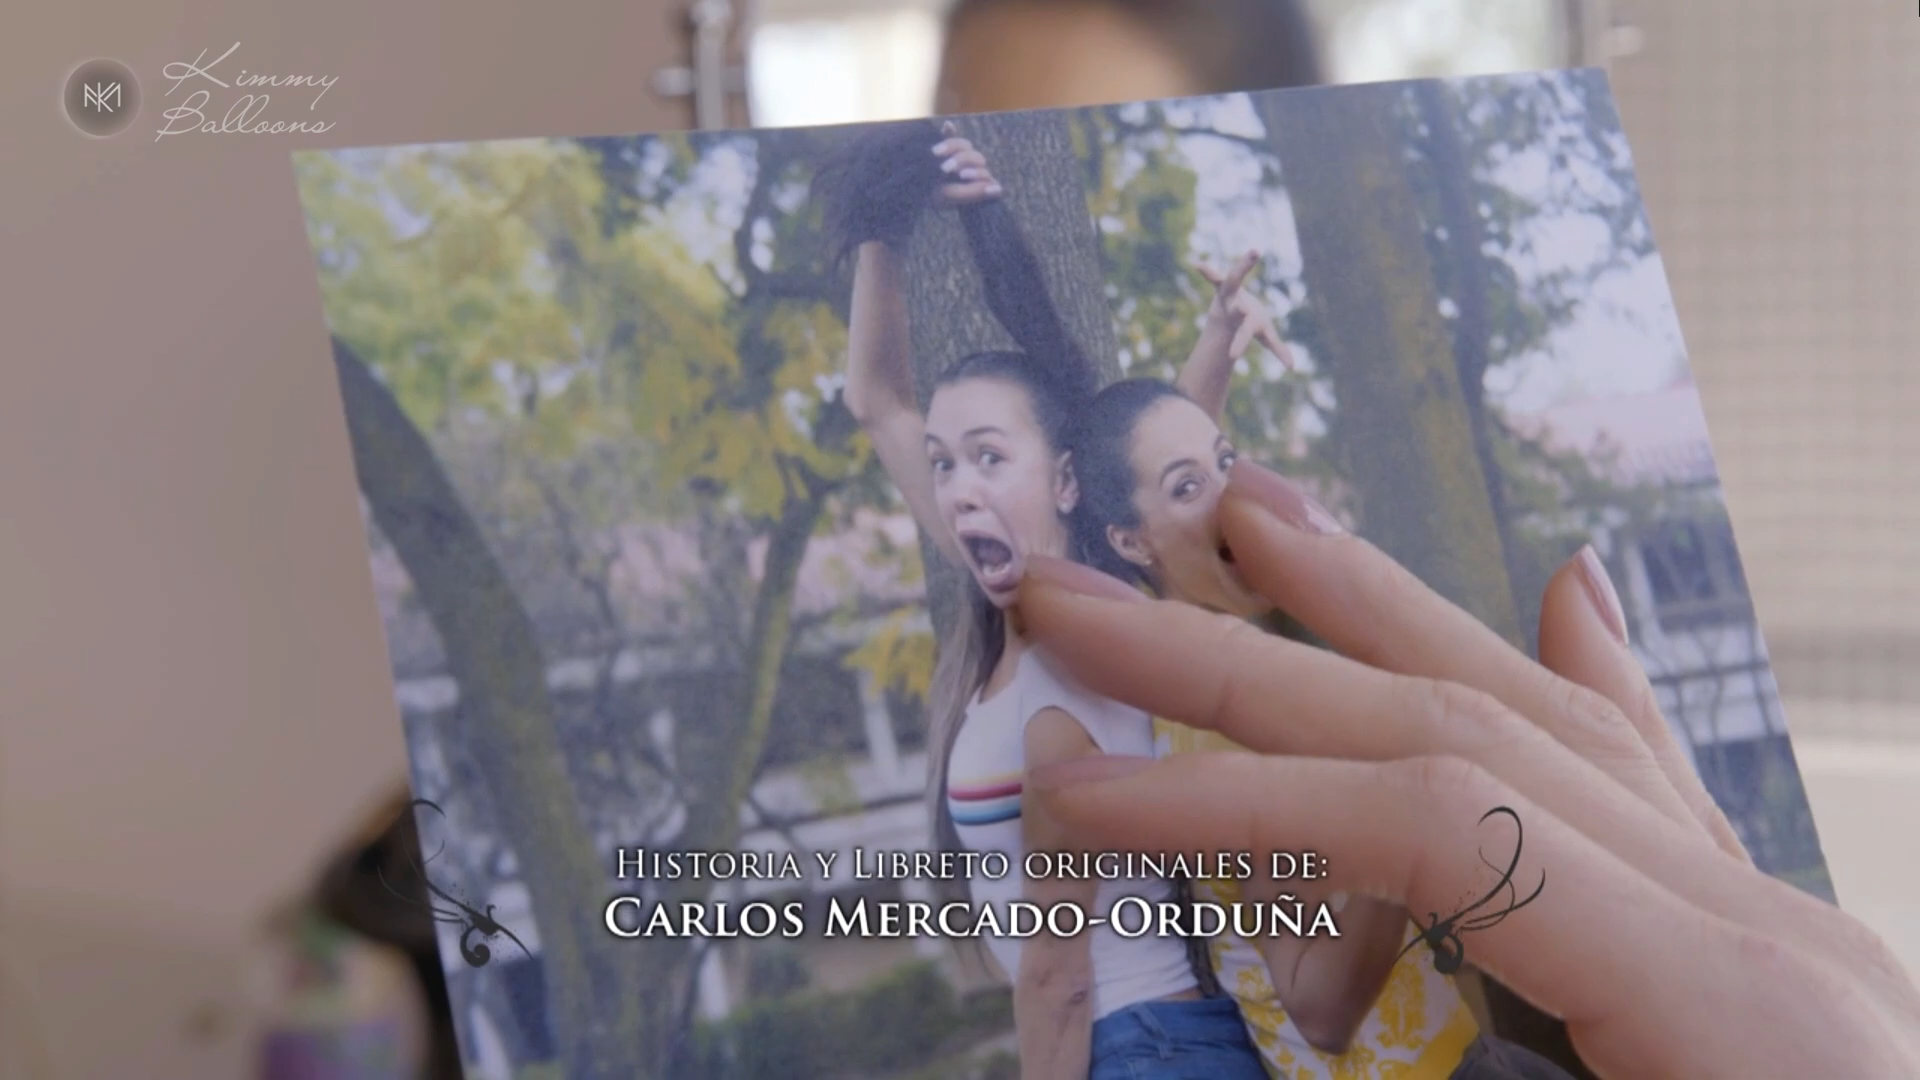 Kimmy
Balloons
HISTORIA Y LIBRETO ORIGINALES DE:
CARLOS MERCADO-ORDUÑA